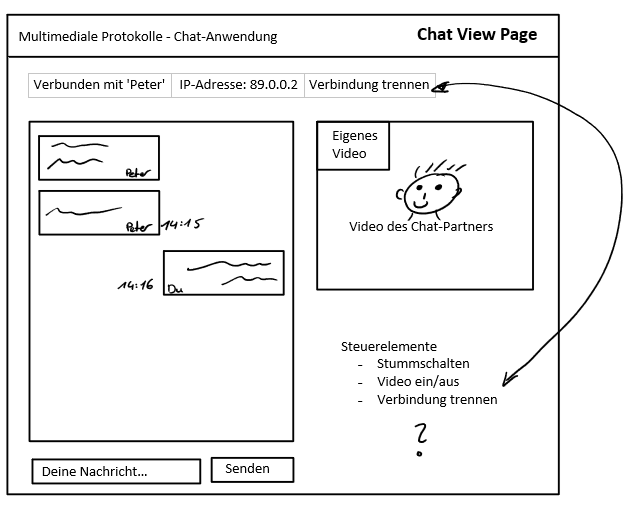 Multimediale Protokolle - Chat-Anwendung
Chat View Page
Verbunden mit 'Peter'
IP-Adresse: 89.0.0.2
Verbindung trennen
Peter
Peter
14:15
14:16
Du
Deine Nachricht...
Senden
Eigenes
Video
Video des Chat-Partners
Steuerelemente
- Stummschalten
- Video ein/aus
- Verbindung trennen
?